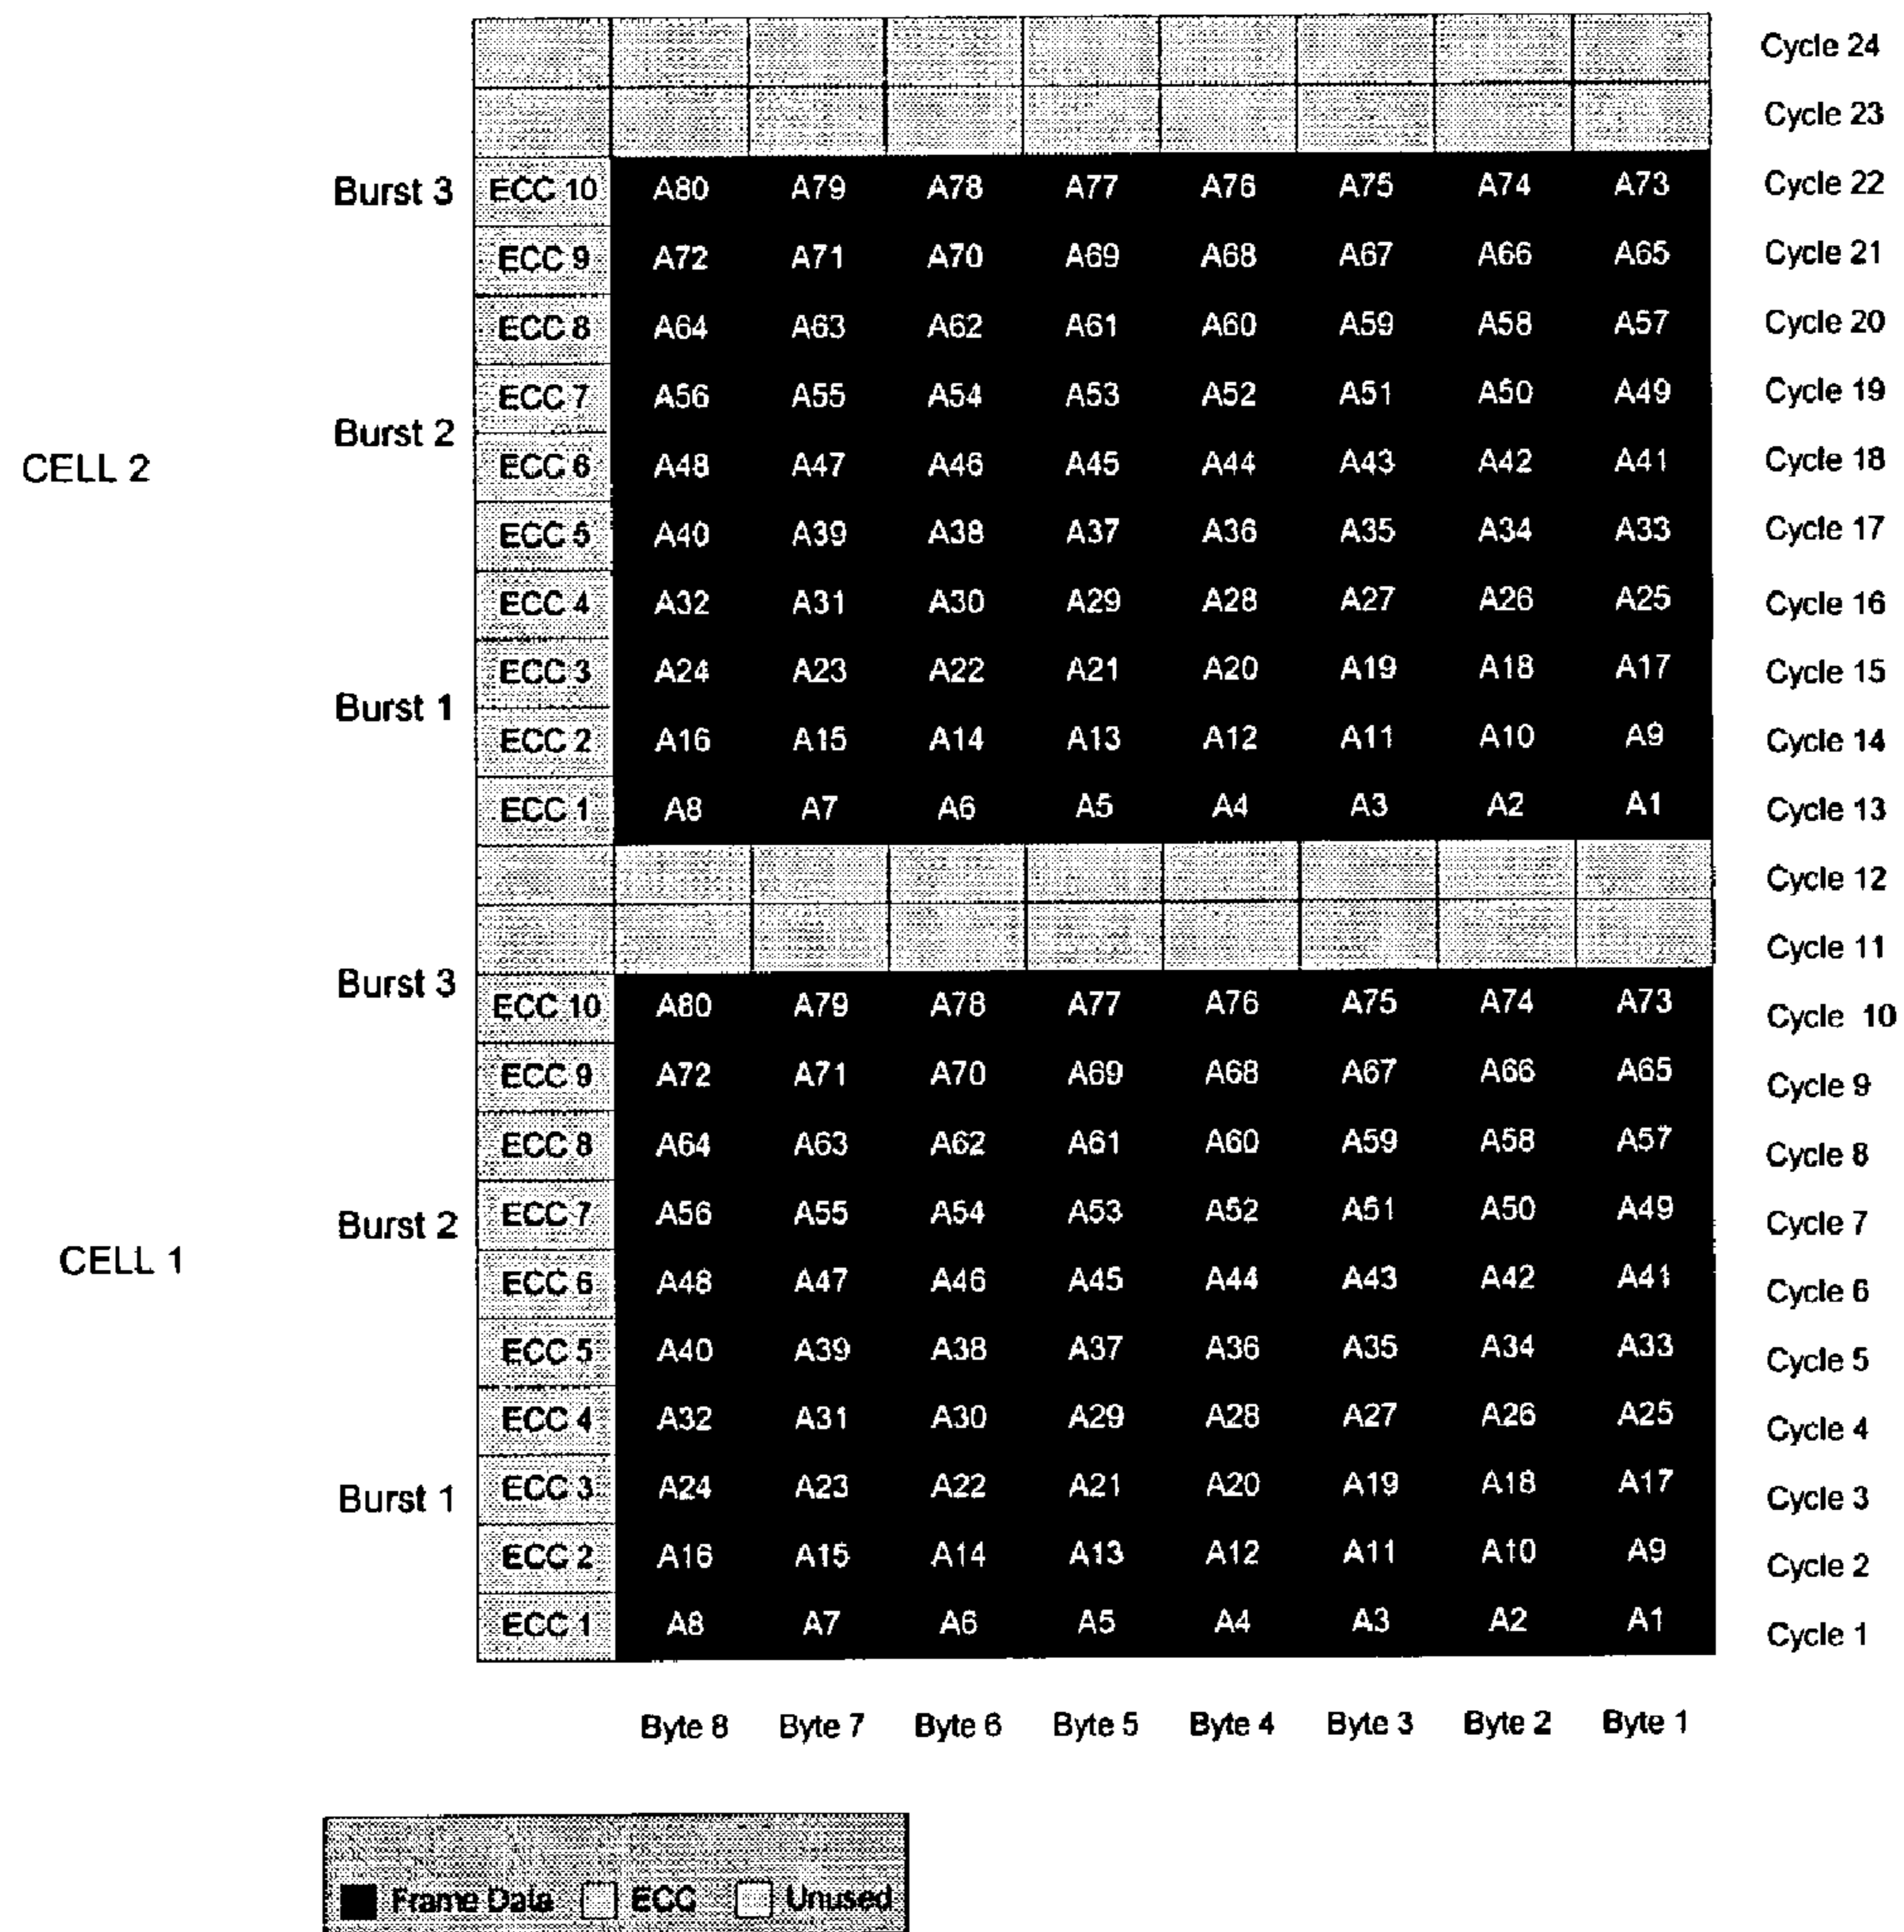 Cycle 24
Cycle 23
Burst 3 ECC 10 A80 A79 A78 A77 A76 A75 A74 A73 Cycle 22
ECC 9 A72 A71 A70 A69 A68 A67 A66 A65 Cycle 21
ECC 8 A64 A63 A62 A61 A60 A59 A58 A57 Cycle 20
ECC 7 A56 A55 A54 A53 A52 A51 A50 A49 Cycle 19
Burst 2
CELL 2
ECC 6 A48 A47 A46 A45 A44 A43 A42 A41 Cycle 18
ECC 5 A40 A39 A38 A37 A36 A35 A34 A33 Cycle 17
ECC 4 A32 A31 A30 A29 A28 A27 A26 A25 Cycle 16
ECC 3 A24 A23 A22 A21 A20 A19 A18 A17 Cycle 15
Burst 1
ECC 2 A16 A15 A14 A13 A12 A11 A10 A9 Cycle 14
ECC 1 A8 A7 A6 A5 A4 A3 A2 A1 Cycle 13
Cycle 12
Cycle 11
Burst 3
ECC 10 A80 A79 A78 A77 A76 A75 A74 A73 Cycle 10
ECC 9 A72 A71 A70 A69 A68 A67 A66 A65 Cycle 9
ECC 8 A64 A63 A62 A61 A60 A59 A58 A57 Cycle 8
ECC 7 A56 A55 A54 A53 A52 A51 A50 A49 Cycle 7
Burst 2
CELL 1
ECC 6 A48 A47 A46 A45 A44 A43 A42 A41 Cycle 6
ECC 5 A40 A39 A38 A37 A36 A35 A34 A33 Cycle 5
ECC 4 A32 A31 A30 A29 A28 A27 A26 A25 Cycle 4
Burst 1 ECC 3 A24 A23 A22 A21 A20 A19 A18 A17 Cycle 3
ECC 2 A16 A15 A14 A13 A12 A11 A10 A9 Cycle 2
ECC 1 A8 A7 A6 A5 A4 A3 A2 A1 Cycle 1
Byte 8 Byte 7 Byte 6 Byte 5 Byte 4 Byte 3 Byte 2 Byte 1
Frame Data ECC Unused